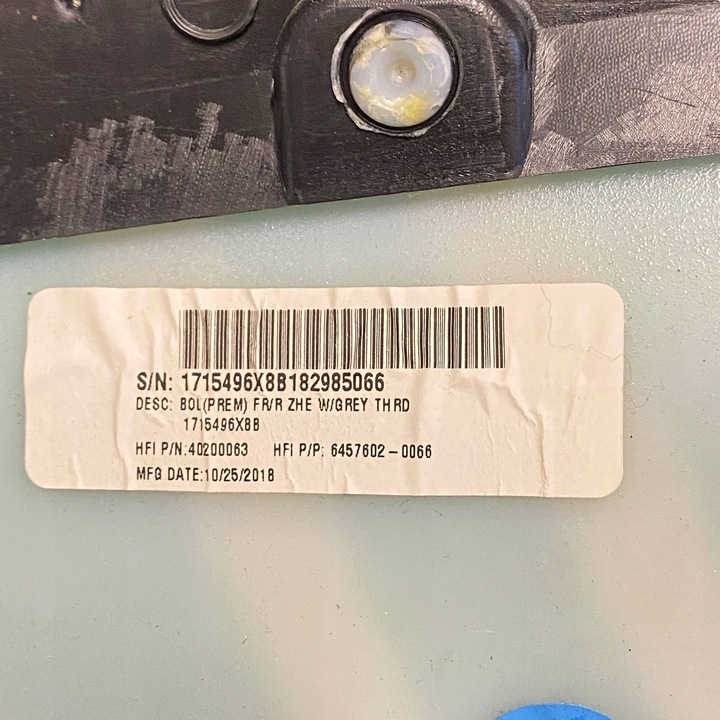 S/N: 1715496X8B182985066
DESC: BOL(PREM) FR/R ZHE W/GREY THRD
1715496X8B
HFI P/N:40200063 HFI P/P: 6457602-0066
MFG DATE:10/25/2018